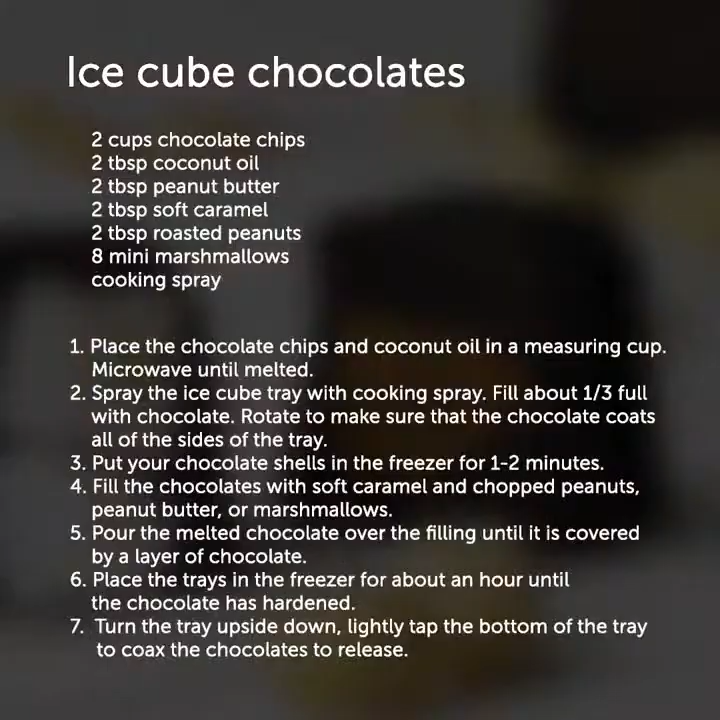 Ice cube chocolates
2 cups chocolate chips
2 tbsp coconut oil
2 tbsp peanut butter
2 tbsp soft caramel
2 tbsp roasted peanuts
8 mini marshmallows
cooking spray
1. Place the chocolate chips and coconut oil in a measuring cup.
Microwave until melted.
2. Spray the ice cube tray with cooking spray. Fill about 1/3 full
with chocolate. Rotate to make sure that the chocolate coats
all of the sides of the tray.
3. Put your chocolate shells in the freezer for 1-2 minutes.
4. Fill the chocolates with soft caramel and chopped peanuts,
peanut butter, or marshmallows.
5. Pour the melted chocolate over the filling until it is covered
by a layer of chocolate.
6. Place the trays in the freezer for about an hour until
the chocolate has hardened.
7. Turn the tray upside down, lightly tap the bottom of the tray
to coax the chocolates to release.